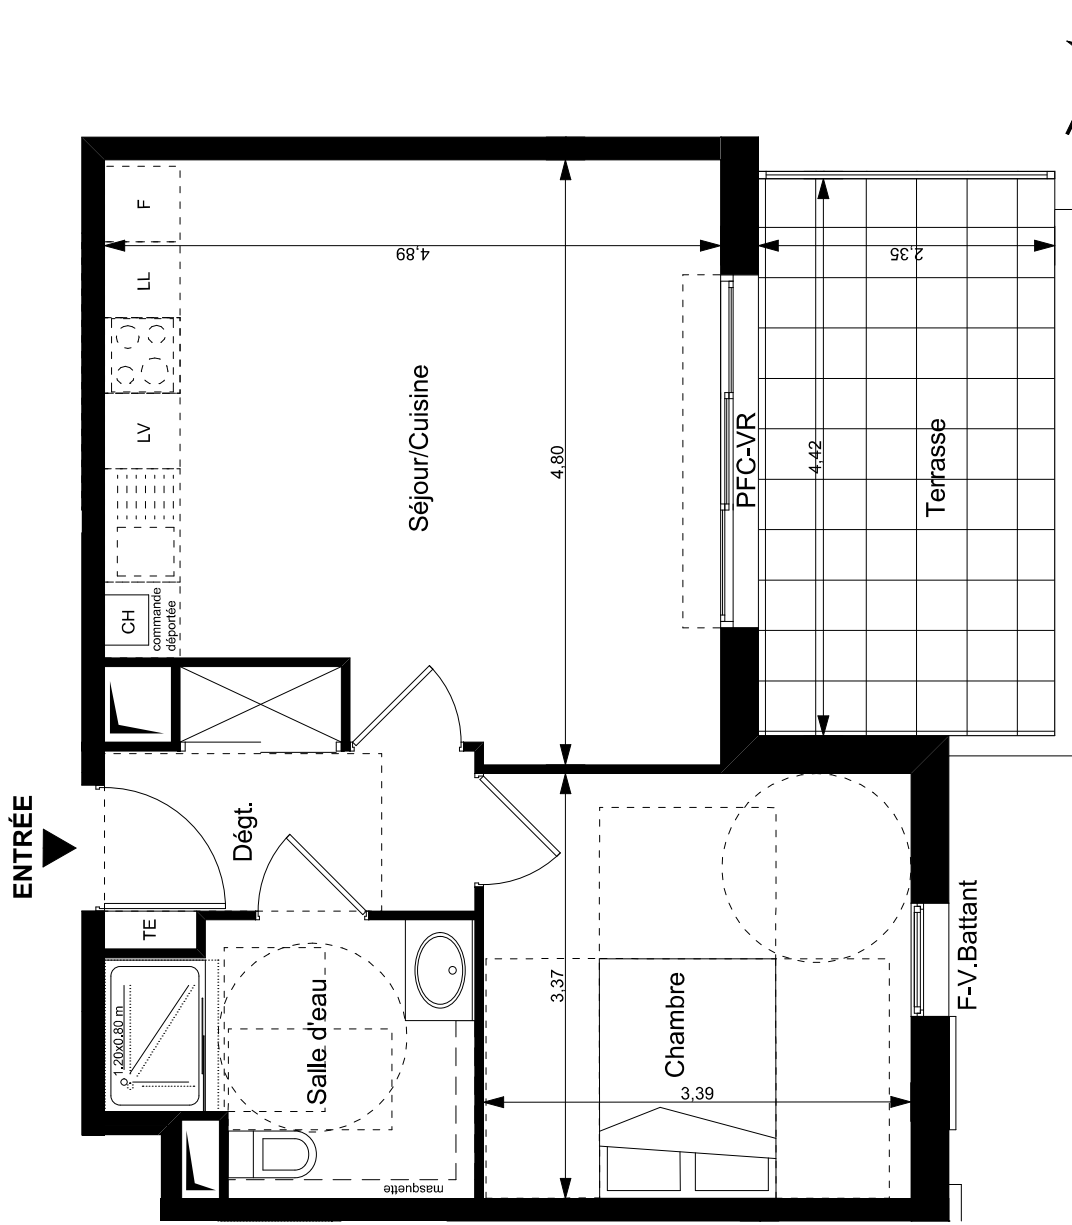 F
LL
LV
CH
commande
déportée
4,89
4,80
Séjour/Cuisine
PFC-VR
2,35
4,42
Terrasse
ENTRÉE
Dégt.
TE
1.20x0.80 m
Salle d'eau
masquette
3,37
Chambre
3,39
F-V.Battant